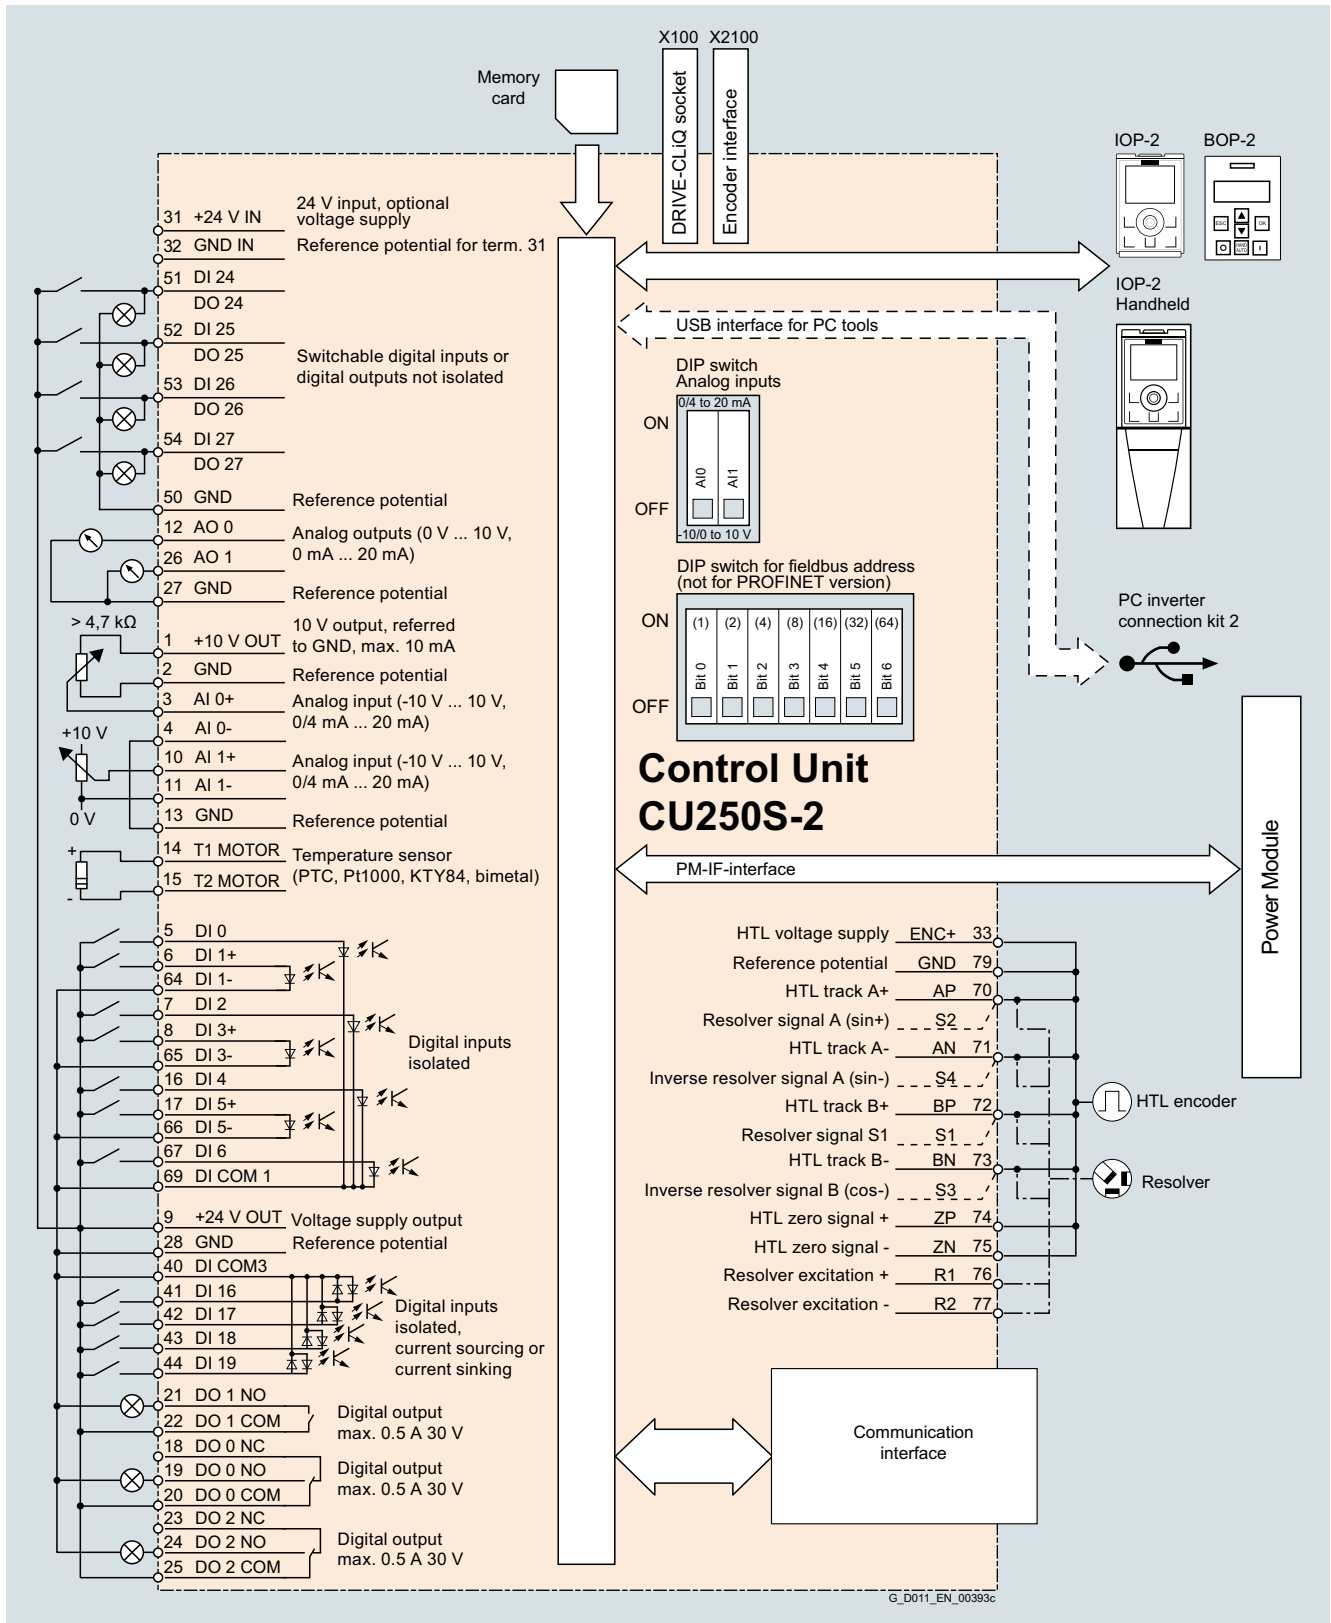 X100 X2100
Memory
card
DRIVE-CLiQ socket
Encoder interface
IOP-2 BOP-2
ESC
OK
HAND
AUTO
IOP-2
Handheld
31 +24 V IN
24 V input, optional
voltage supply
32 GND IN Reference potential for term. 31
51 DI 24
DO 24
52 DI 25
DO 25
53 DI 26
DO 26
54 DI 27
DO 27
Switchable digital inputs or
digital outputs not isolated
50 GND Reference potential
12 AO 0
26 AO 1
Analog outputs (0 V ... 10 V,
0 mA ... 20 mA)
27 GND Reference potential
> 4,7 kΩ
1 +10 V OUT
10 V output, referred
to GND, max. 10 mA
2 GND Reference potential
3 AI 0+
4 AI 0-
Analog input (-10 V ... 10 V,
0/4 mA ... 20 mA)
+10 V
0 V
10 AI 1+
11 AI 1-
Analog input (-10 V ... 10 V,
0/4 mA ... 20 mA)
13 GND Reference potential
+
-
14 T1 MOTOR
15 T2 MOTOR
Temperature sensor
(PTC, Pt1000, KTY84, bimetal)
5 DI 0
6 DI 1+
64 DI 1-
7 DI 2
8 DI 3+
65 DI 3-
16 DI 4
17 DI 5+
66 DI 5-
67 DI 6
69 DI COM 1
Digital inputs
isolated
9 +24 V OUT Voltage supply output
28 GND Reference potential
40 DI COM3
41 DI 16
42 DI 17
43 DI 18
44 DI 19
Digital inputs
isolated,
current sourcing or
current sinking
21 DO 1 NO
22 DO 1 COM
Digital output
max. 0.5 A 30 V
18 DO 0 NC
19 DO 0 NO
20 DO 0 COM
Digital output
max. 0.5 A 30 V
23 DO 2 NC
24 DO 2 NO
25 DO 2 COM
Digital output
max. 0.5 A 30 V
USB interface for PC tools
DIP switch
Analog inputs
0/4 to 20 mA
ON
AI0 AI1
OFF
-10/0 to 10 V
DIP switch for fieldbus address
(not for PROFINET version)
ON
(1) (2) (4) (8) (16) (32) (64)
Bit 0 Bit 1 Bit 2 Bit 3 Bit 4 Bit 5 Bit 6
OFF
PC inverter
connection kit 2
Control Unit
CU250S-2
PM-IF-interface
Power Module
HTL voltage supply ENC+ 33
Reference potential GND 79
HTL track A+ AP 70
Resolver signal A (sin+) S2
HTL track A- AN 71
Inverse resolver signal A (sin-) S4
HTL track B+ BP 72
Resolver signal S1 S1
HTL track B- BN 73
Inverse resolver signal B (cos-) S3
HTL zero signal + ZP 74
HTL zero signal - ZN 75
Resolver excitation + R1 76
Resolver excitation - R2 77
HTL encoder
Resolver
Communication
interface
G_D011_EN_00393c